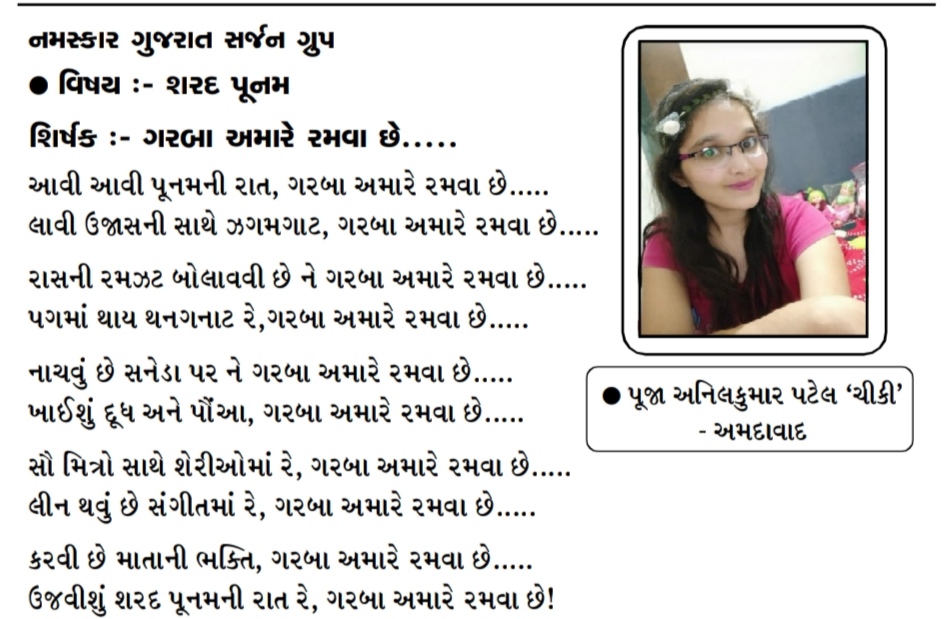 નમસ્કાર ગુજરાત સર્જન ગ્રુપ
● વિષય :- શરદ પૂનમ
શિર્ષક :- ગરબા અમારે રમવા છે.....
આવી આવી પૂનમની રાત, ગરબા અમારે રમવા છે.....
લાવી ઉજાસની સાથે ઝગમગાટ, ગરબા અમારે રમવા છે.....
રાસની રમઝટ બોલાવવી છે ને ગરબા અમારે રમવા છે.....
પગમાં થાય થનગનાટ રે,ગરબા અમારે રમવા છે.....
નાચવું છે સનેડા પર ને ગરબા અમારે રમવા છે.....
ખાઈશું દૂધ અને પૌંઆ, ગરબા અમારે રમવા છે.....
સૌ મિત્રો સાથે શેરીઓમાં રે, ગરબા અમારે રમવા છે.....
લીન થવું છે સંગીતમાં રે, ગરબા અમારે રમવા છે.....
કરવી છે માતાની ભક્તિ, ગરબા અમારે રમવા છે.....
ઉજવીશું શરદ પૂનમની રાત રે, ગરબા અમારે રમવા છે!
● પૂજા અનિલકુમાર પટેલ ‘ચીકી’
- અમદાવાદ